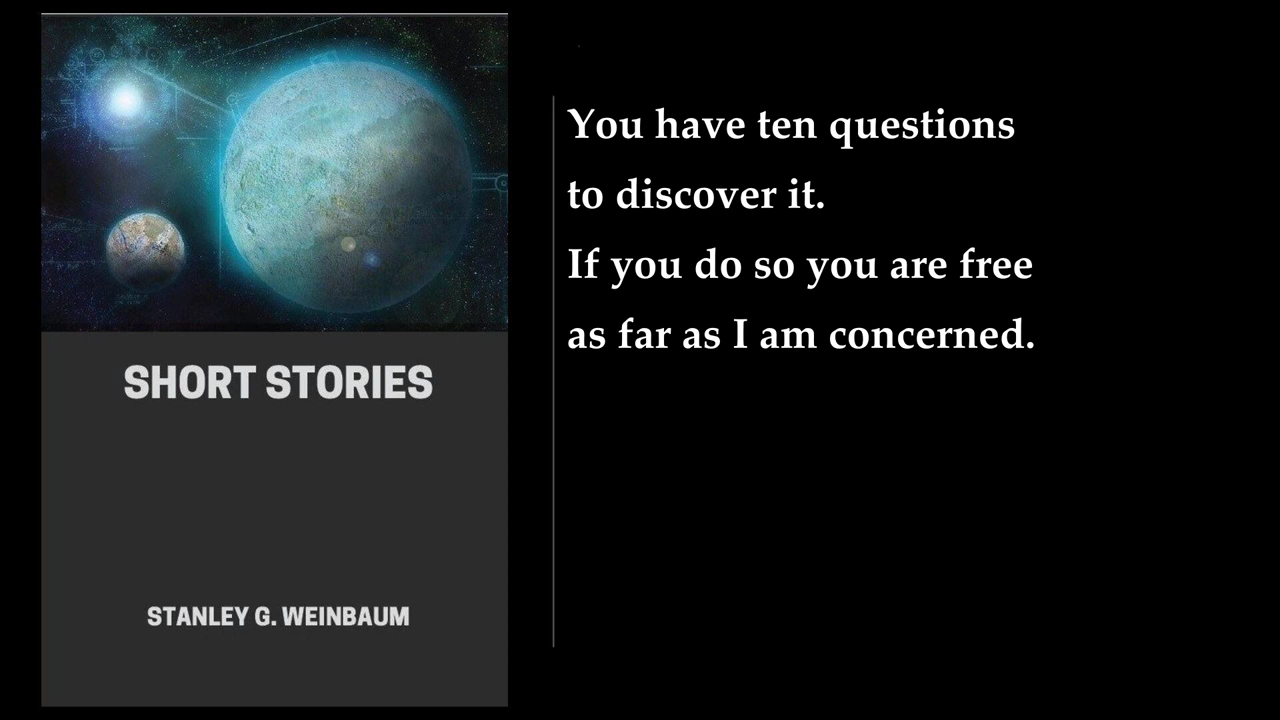 SHORT STORIES
STANLEY G. WEINBAUM
You have ten questions
to discover it.
If you do so you are free
as far as I am concerned.